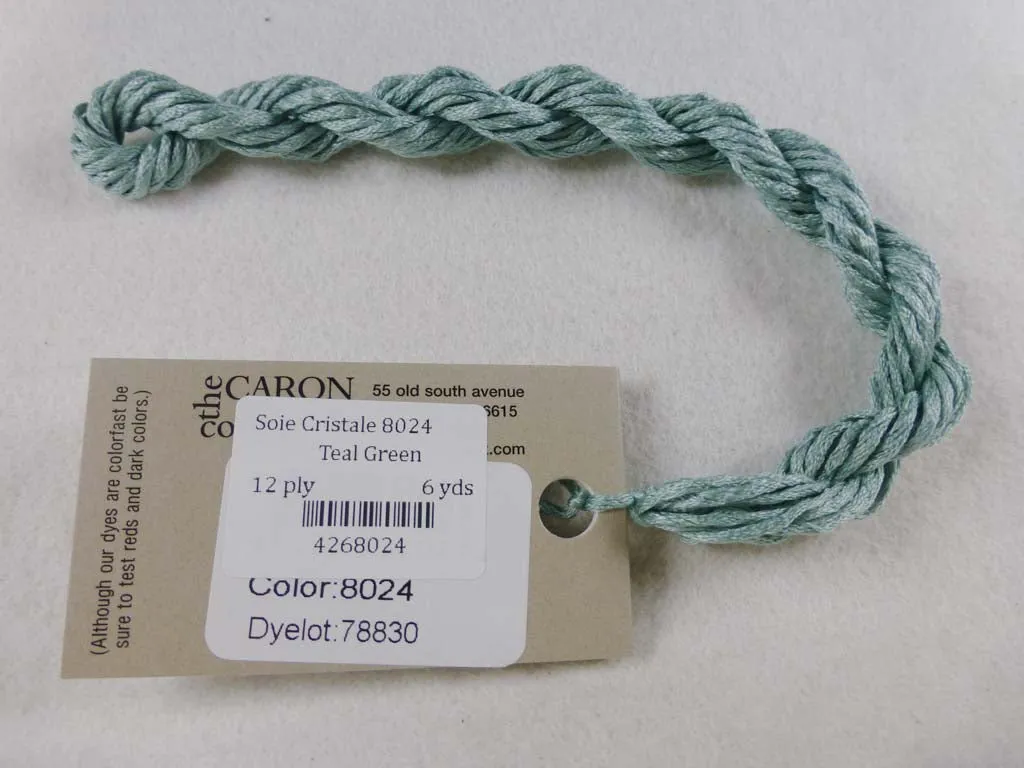 (Although our dyes are colorfast be
sure to test reds and dark colors.)
the CARON
co
55 old south avenue
6615
.com
Soie Cristale 8024
Teal Green
12 ply 6 yds
4268024
Color:8024
Dyelot:78830